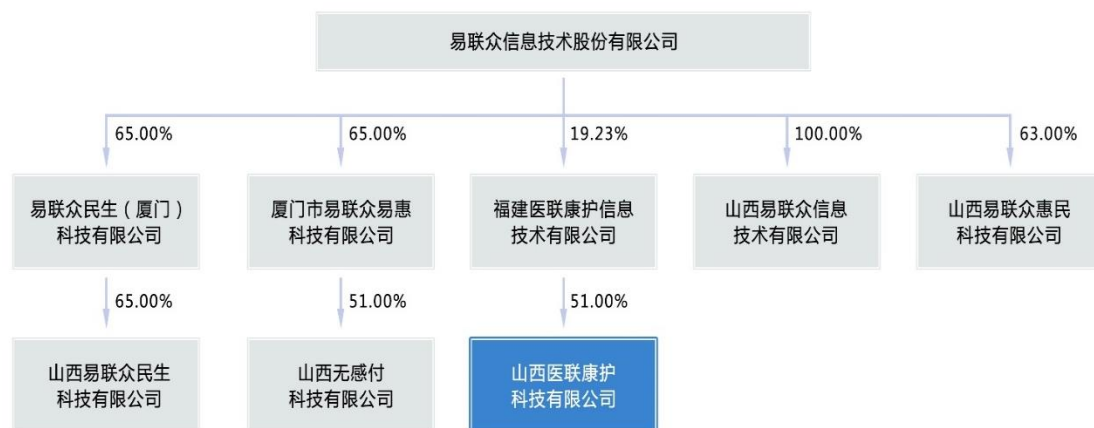 易联众信息技术股份有限公司
65.00%
65.00%
19.23%
100.00%
63.00%
易联众民生（厦门）
科技有限公司
厦门市易联众易惠
科技有限公司
福建医联康护信息
技术有限公司
山西易联众信息
技术有限公司
山西易联众惠民
科技有限公司
65.00%
51.00%
51.00%
山西易联众民生
科技有限公司
山西无感付
科技有限公司
山西医联康护
科技有限公司